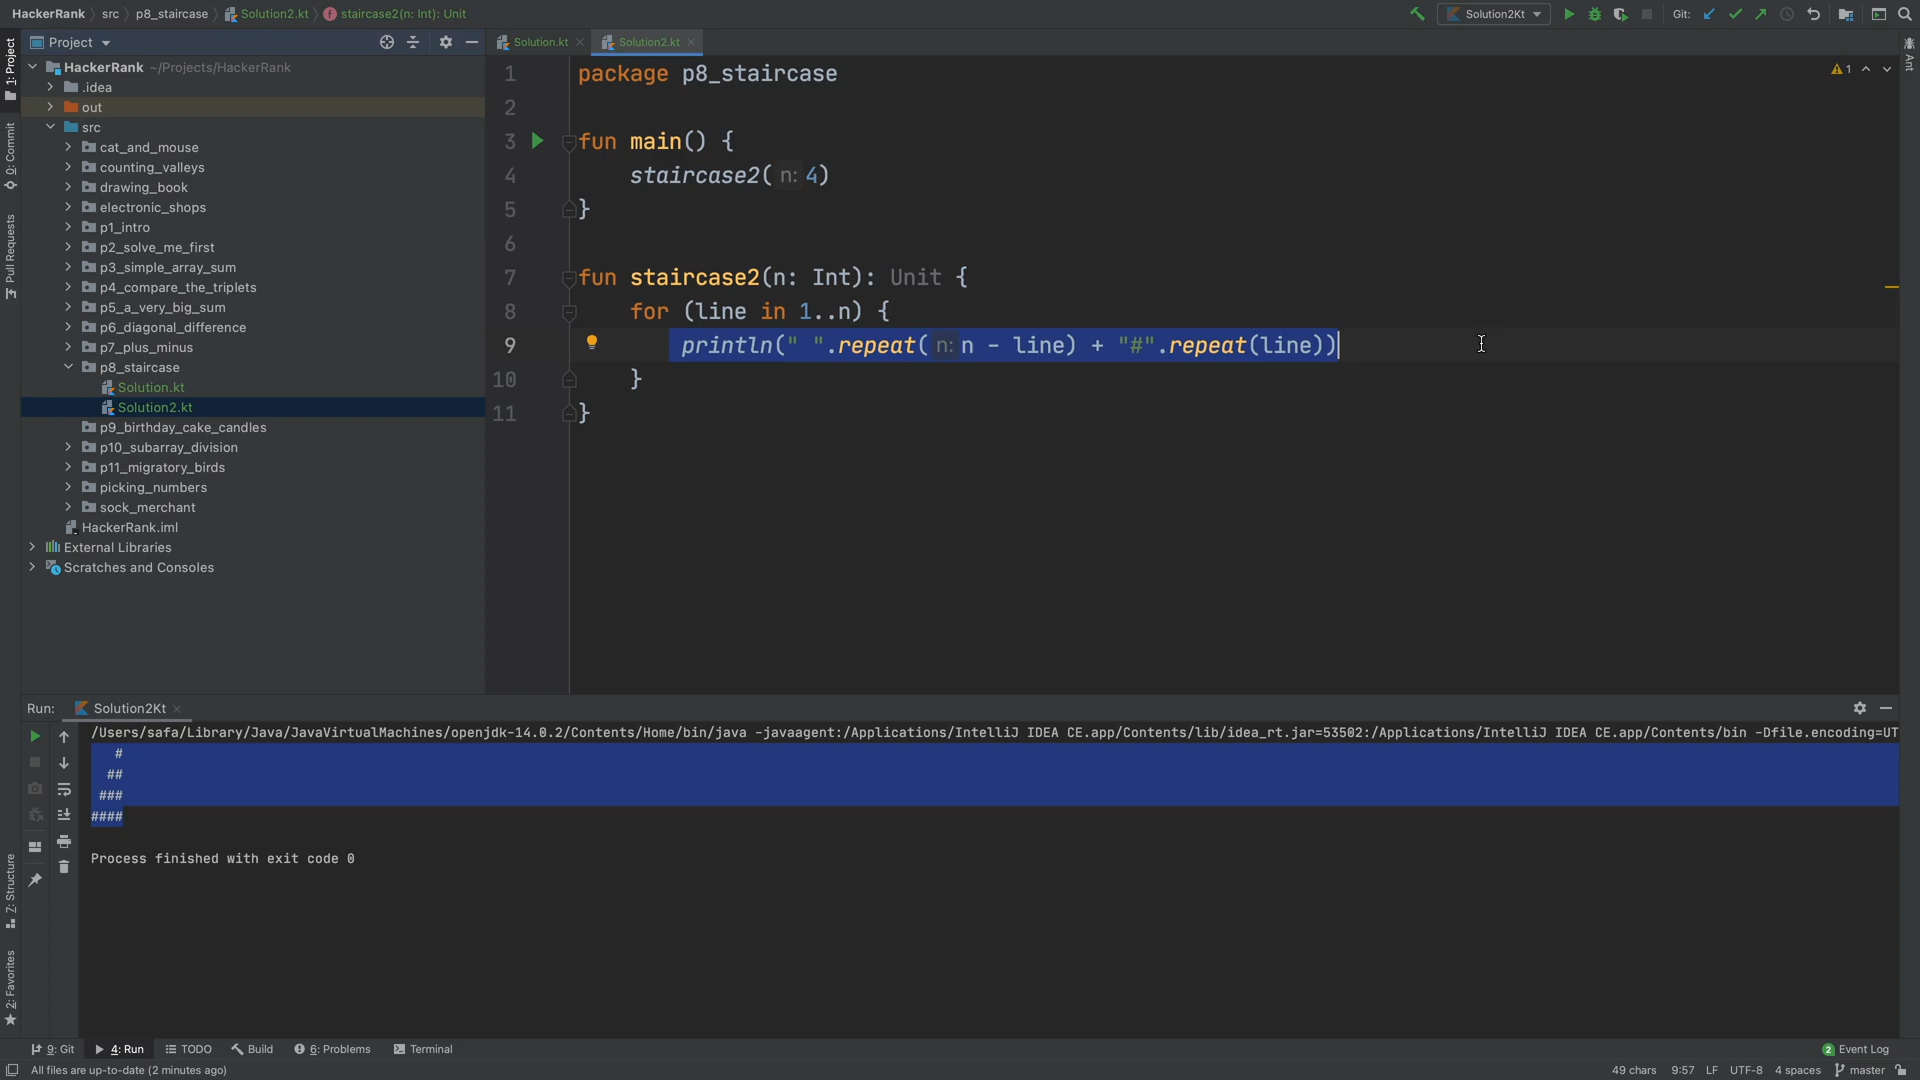 HackerRank src p8_staircase Solution2.kt staircase2(n: Int): Unit
Solution2Kt Git:
Project
Solution.kt Solution2.kt
1: Project
0: Commit
Pull Requests
Z: Structure
2: Favorites
Ant
HackerRank ~/Projects/HackerRank
.idea
out
src
cat_and_mouse
counting_valleys
drawing_book
electronic_shops
p1_intro
p2_solve_me_first
p3_simple_array_sum
p4_compare_the_triplets
p5_a_very_big_sum
p6_diagonal_difference
p7_plus_minus
p8_staircase
Solution.kt
Solution2.kt
p9_birthday_cake_candles
p10_subarray_division
p11_migratory_birds
picking_numbers
sock_merchant
HackerRank.iml
External Libraries
Scratches and Consoles
1 package p8_staircase
1
2
3 fun main() {
4 staircase2( n: 4)
5 }
6
7 fun staircase2(n: Int): Unit {
8 for (line in 1..n) {
9 println(" ".repeat( n: n - line) + "#".repeat(line))
10 }
11 }
Run: Solution2Kt
/Users/safa/Library/Java/JavaVirtualMachines/openjdk-14.0.2/Contents/Home/bin/java -javaagent:/Applications/IntelliJ IDEA CE.app/Contents/lib/idea_rt.jar=53502:/Applications/IntelliJ IDEA CE.app/Contents/bin -Dfile.encoding=UT
#
##
###
####
Process finished with exit code 0
9: Git 4: Run TODO Build 6: Problems Terminal 2 Event Log
All files are up-to-date (2 minutes ago) 49 chars 9:57 LF UTF-8 4 spaces master